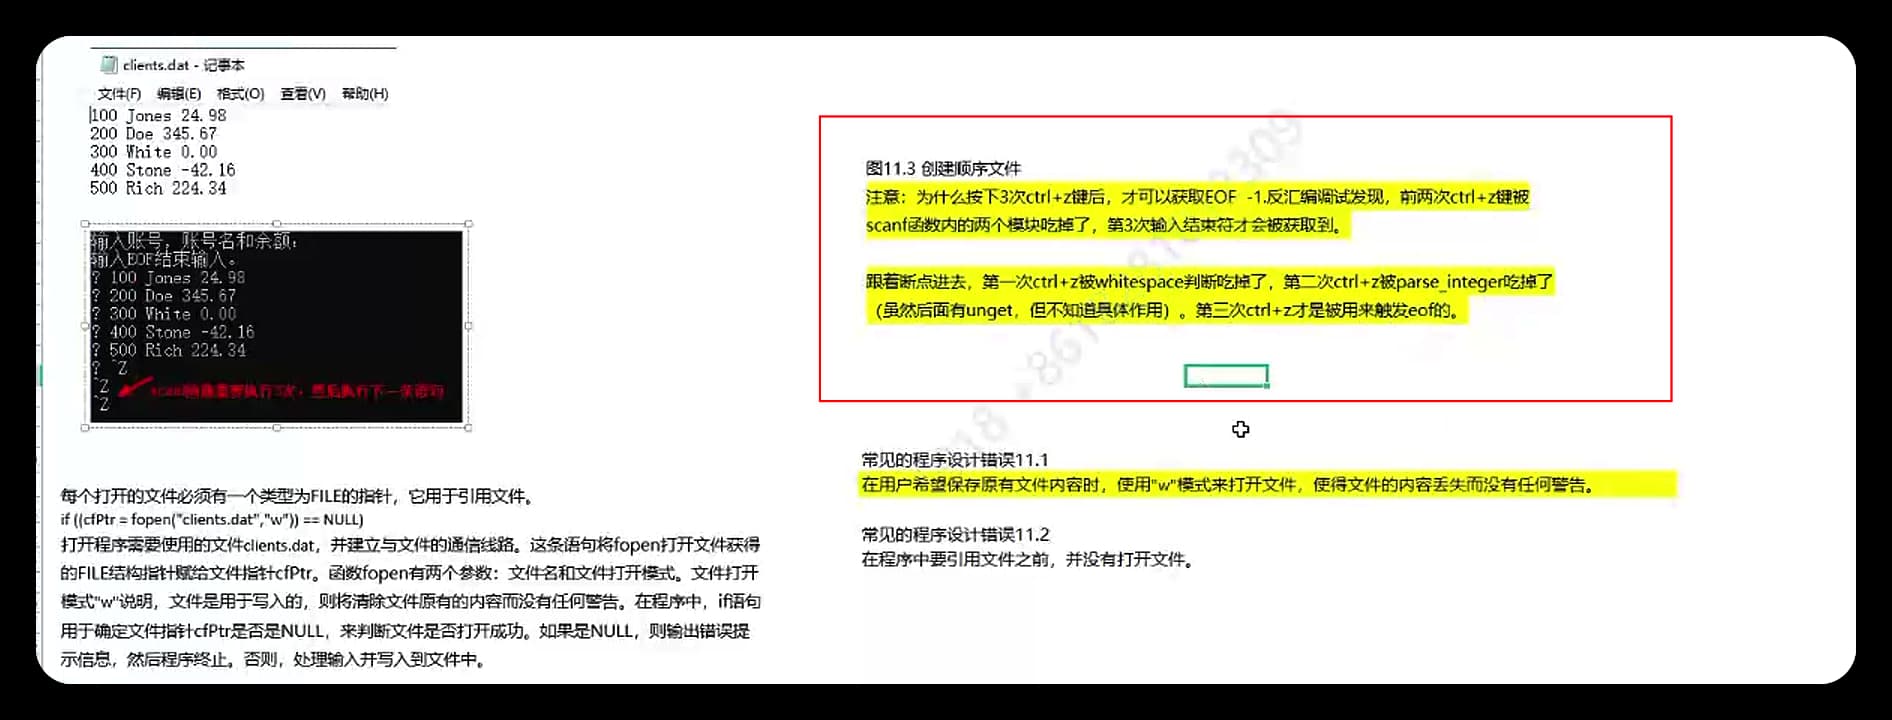 clients.dat - 记事本
文件(F) 编辑(E) 格式(O) 查看(V) 帮助(H)
100 Jones 24.98
200 Doe 345.67
300 White 0.00
400 Stone -42.16
500 Rich 224.34
输入账号，账号名和余额：
输入EOF结束输入。
? 100 Jones 24.98
? 200 Doe 345.67
? 300 White 0.00
? 400 Stone -42.16
? 500 Rich 224.34
? ^Z
^Z
^Z
每个打开的文件必须有一个类型为FILE的指针，它用于引用文件。
if ((cfPtr = fopen("clients.dat","w")) == NULL)
打开程序需要使用的文件clients.dat，并建立与文件的通信线路。这条语句将fopen打开文件获得
的FILE结构指针赋给文件指针cfPtr。函数fopen有两个参数：文件名和文件打开模式。文件打开
模式"w"说明，文件是用于写入的，则将清除文件原有的内容而没有任何警告。在程序中，if语句
用于确定文件指针cfPtr是否是NULL，来判断文件是否打开成功。如果是NULL，则输出错误提
示信息，然后程序终止。否则，处理输入并写入到文件中。
图11.3 创建顺序文件
注意：为什么按下3次ctrl+z键后，才可以获取EOF -1.反汇编调试发现，前两次ctrl+z键被
scanf函数内的两个模块吃掉了，第3次输入结束符才会被获取到。
跟着断点进去，第一次ctrl+z被whitespace判断吃掉了，第二次ctrl+z被parse_integer吃掉了
（虽然后面有unget，但不知道具体作用）。第三次ctrl+z才是被用来触发eof的。
常见的程序设计错误11.1
在用户希望保存原有文件内容时，使用"w"模式来打开文件，使得文件的内容丢失而没有任何警告。
常见的程序设计错误11.2
在程序中要引用文件之前，并没有打开文件。